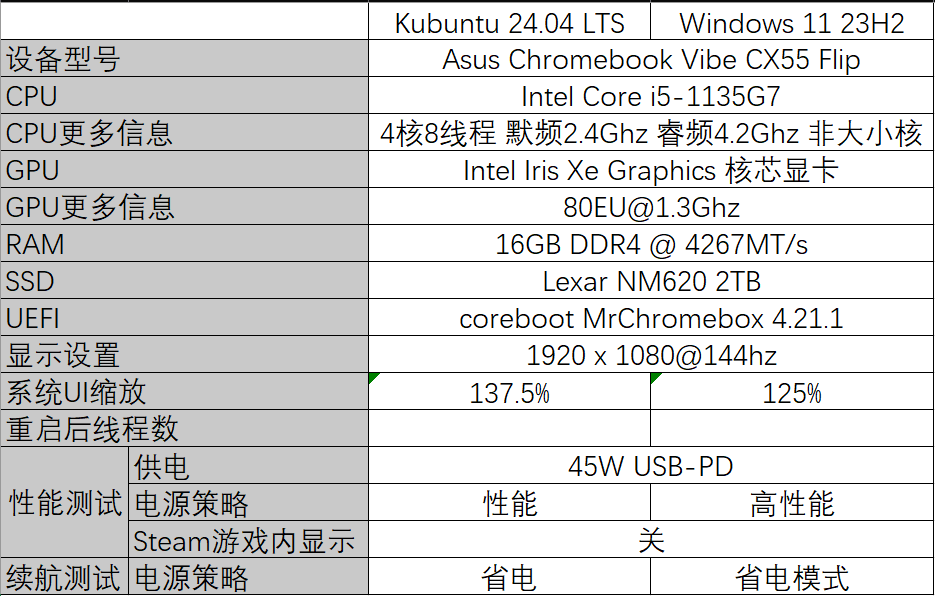 Kubuntu 24.04 LTS Windows 11 23H2
设备型号 Asus Chromebook Vibe CX55 Flip
CPU Intel Core i5-1135G7
CPU更多信息 4核8线程 默频2.4Ghz 睿频4.2Ghz 非大小核
GPU Intel Iris Xe Graphics 核芯显卡
GPU更多信息 80EU@1.3Ghz
RAM 16GB DDR4 @ 4267MT/s
SSD Lexar NM620 2TB
UEFI coreboot MrChromebox 4.21.1
显示设置 1920 x 1080@144hz
系统UI缩放 137.5% 125%
重启后线程数
供电 45W USB-PD
性能测试 电源策略 性能 高性能
Steam游戏内显示 关
续航测试 电源策略 省电 省电模式